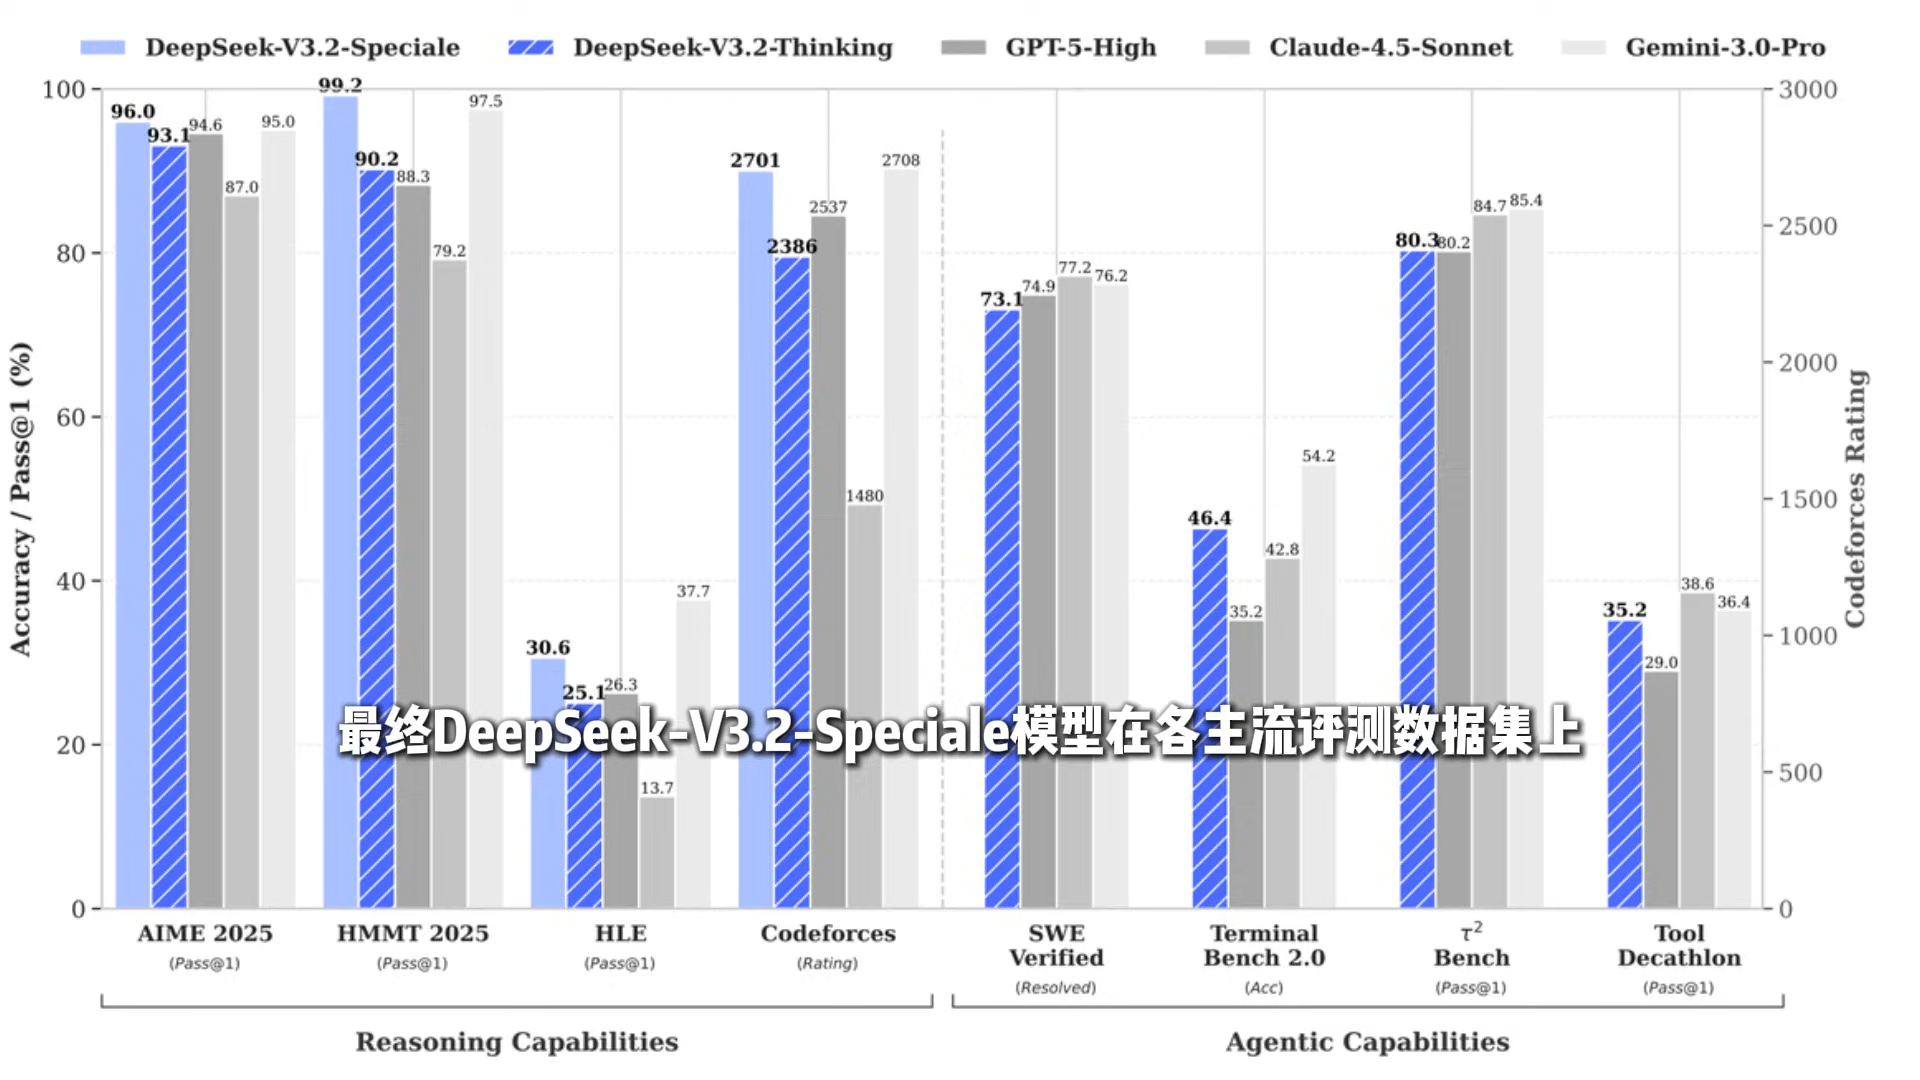 DeepSeek-V3.2-Speciale DeepSeek-V3.2-Thinking GPT-5-High Claude-4.5-Sonnet Gemini-3.0-Pro
Accuracy / Pass@1 (%)
100
80
60
40
20
0
96.0
93.1
94.6
87.0
95.0
99.2
90.2
88.3
79.2
97.5
30.6
25.1
26.3
13.7
37.7
2701
2386
2537
1480
2708
73.1
74.9
77.2
76.2
46.4
35.2
42.8
54.2
80.3
80.2
84.7
85.4
35.2
29.0
38.6
36.4
3000
2500
2000
1500
1000
500
0
Codeforces Rating
最终DeepSeek-V3.2-Speciale模型在各主流评测数据集上
AIME 2025
(Pass@1)
HMMT 2025
(Pass@1)
HLE
(Pass@1)
Codeforces
(Rating)
SWE
Verified
(Resolved)
Terminal
Bench 2.0
(Acc)
τ²
Bench
(Pass@1)
Tool
Decathlon
(Pass@1)
Reasoning Capabilities
Agentic Capabilities